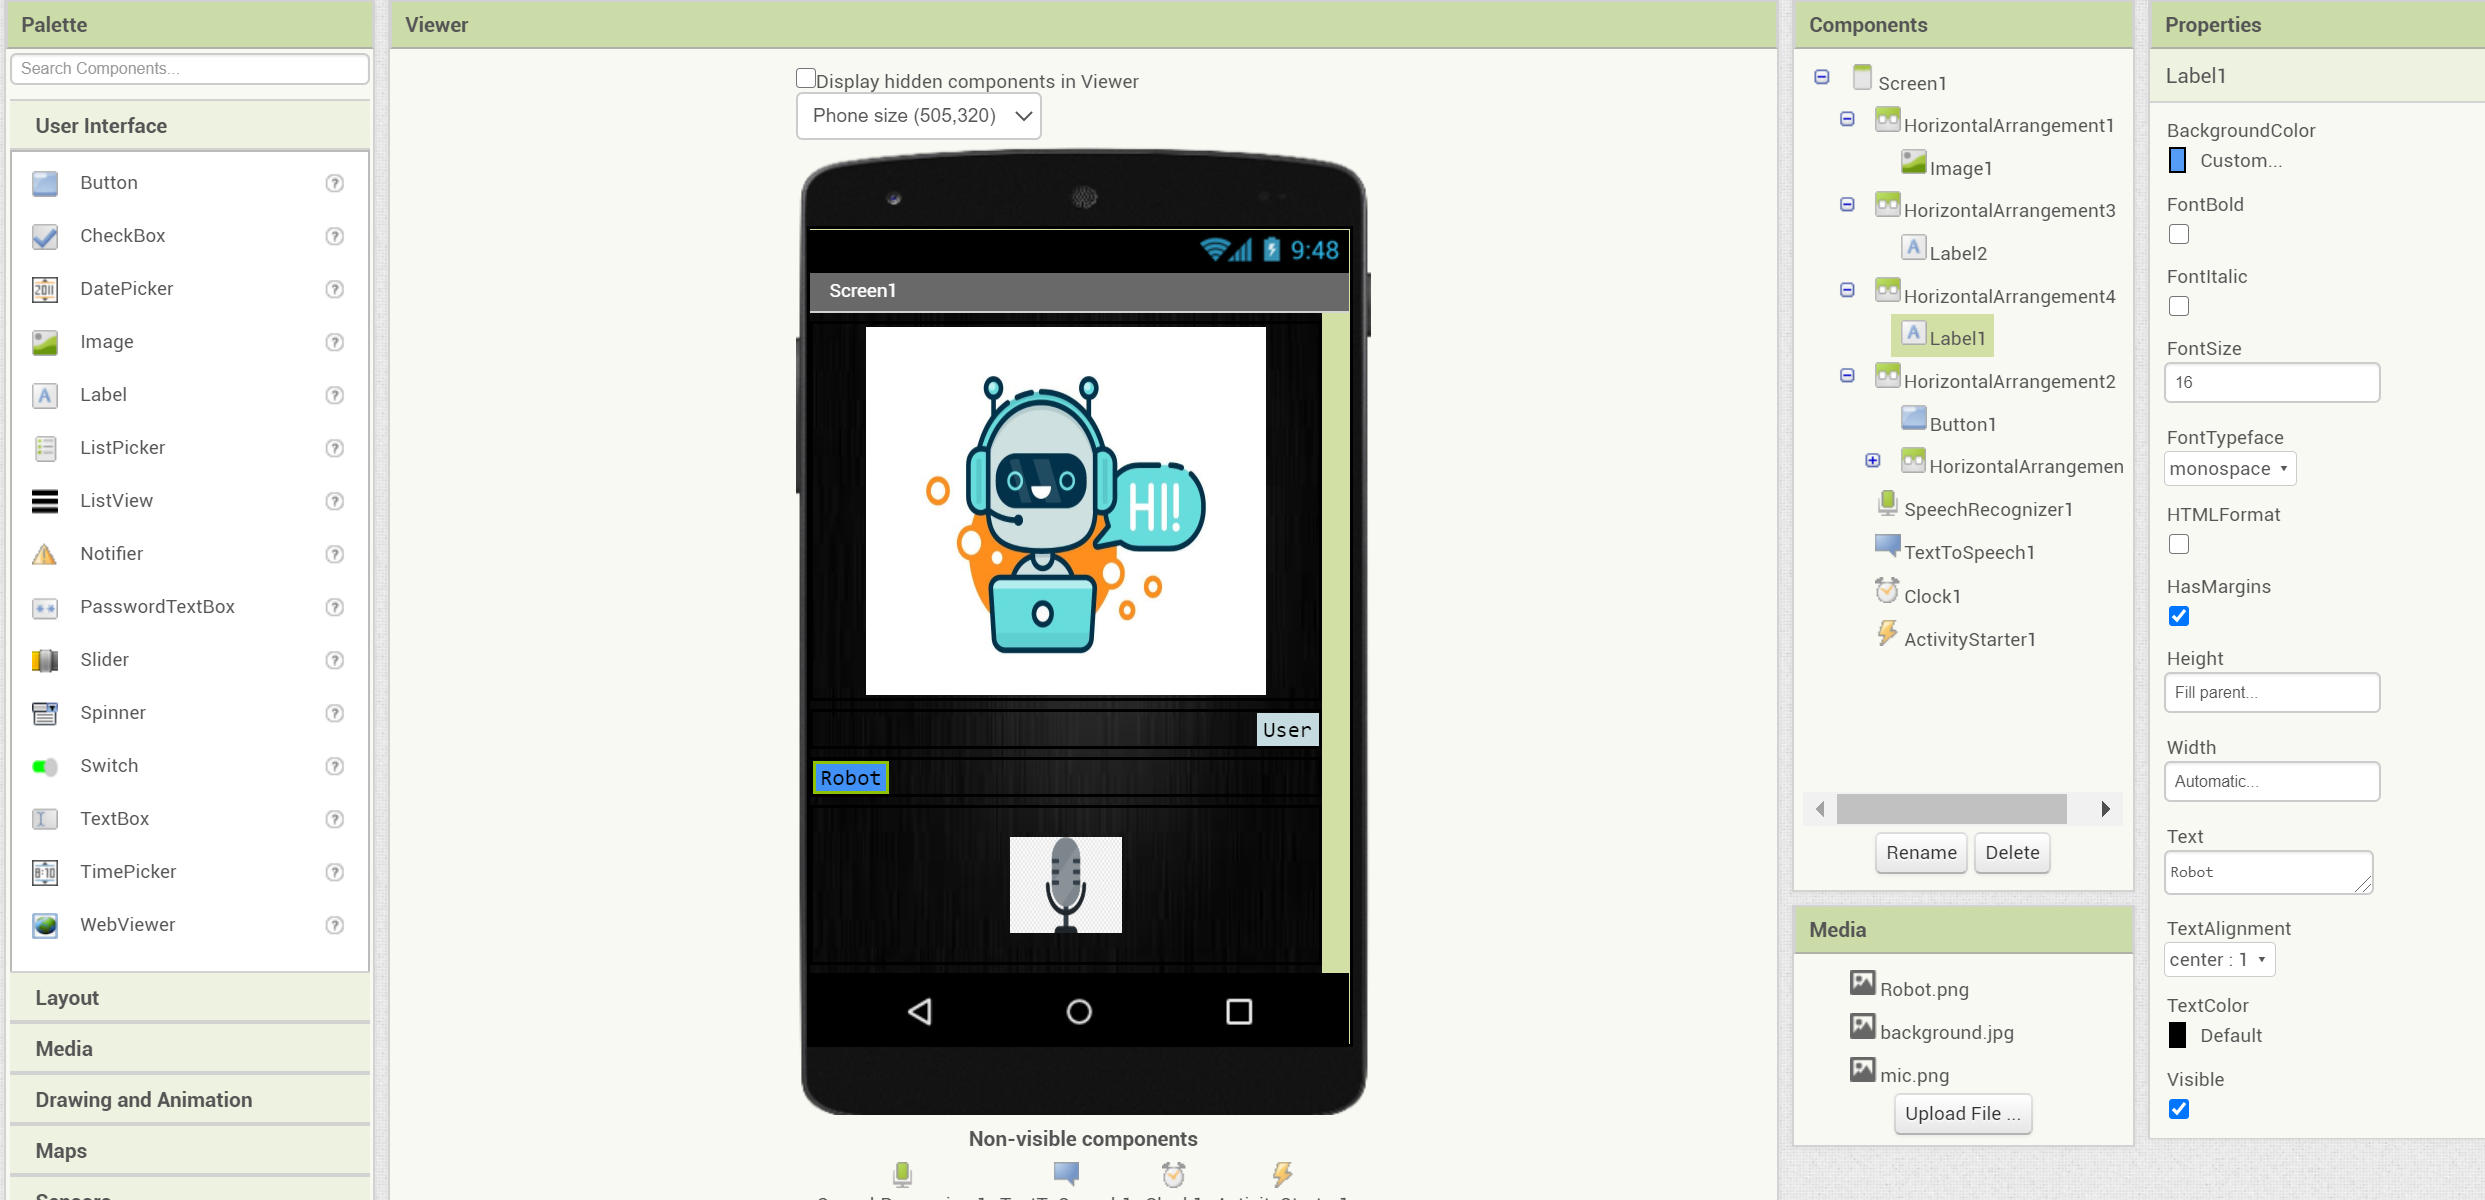 Palette
Search Components...
User Interface
Button
CheckBox
DatePicker
Image
Label
ListPicker
ListView
Notifier
PasswordTextBox
Slider
Spinner
Switch
TextBox
TimePicker
WebViewer
Layout
Media
Drawing and Animation
Maps
Sensors
Viewer
Display hidden components in Viewer
Phone size (505,320)
9:48
Screen1
HI!
User
Robot
Non-visible components
Components
Screen1
HorizontalArrangement1
Image1
HorizontalArrangement3
Label2
HorizontalArrangement4
Label1
HorizontalArrangement2
Button1
HorizontalArrangemen
SpeechRecognizer1
TextToSpeech1
Clock1
ActivityStarter1
Rename
Delete
Media
Robot.png
background.jpg
mic.png
Upload File ...
Properties
Label1
BackgroundColor
Custom...
FontBold
FontItalic
FontSize
16
FontTypeface
monospace
HTMLFormat
HasMargins
Height
Fill parent...
Width
Automatic...
Text
Robot
TextAlignment
center : 1
TextColor
Default
Visible